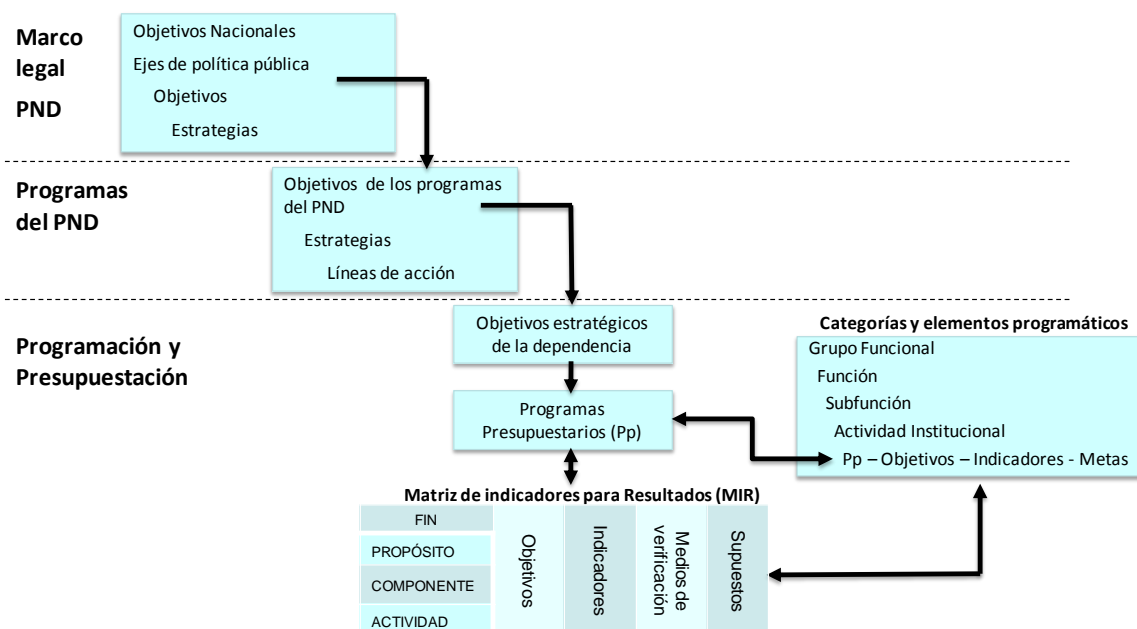 Marco
legal
PND
Objetivos Nacionales
Ejes de política pública
Objetivos
Estrategias
Programas
del PND
Objetivos de los programas
del PND
Estrategias
Líneas de acción
Programación y
Presupuestación
Objetivos estratégicos
de la dependencia
Programas
Presupuestarios (Pp)
Categorías y elementos programáticos
Grupo Funcional
Función
Subfunción
Actividad Institucional
Pp – Objetivos – Indicadores - Metas
Matriz de indicadores para Resultados (MIR)
FIN
PROPÓSITO
COMPONENTE
ACTIVIDAD
Objetivos
Indicadores
Medios de
verificación
Supuestos